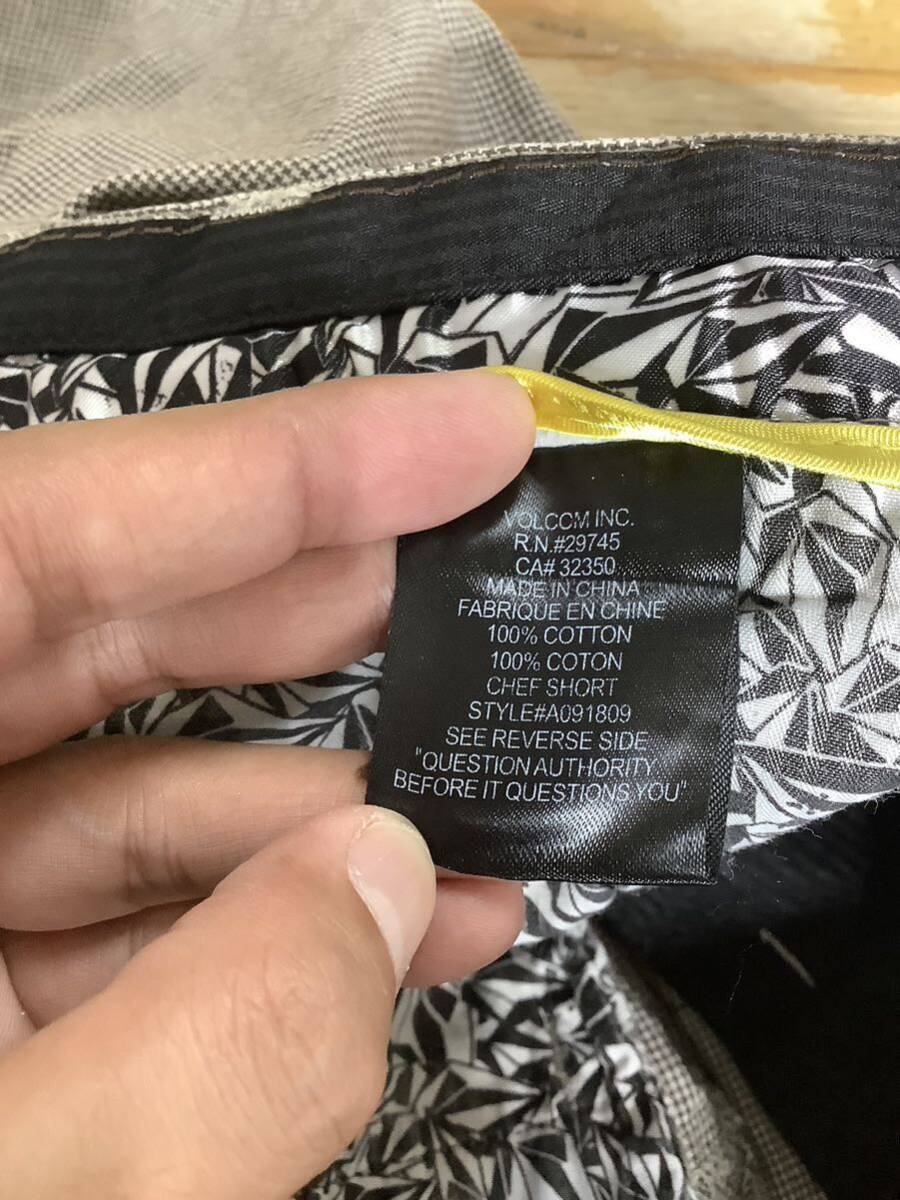 VOLCOM INC.
R.N.#29745
CA# 32350
MADE IN CHINA
FABRIQUE EN CHINE
100% COTTON
100% COTON
CHEF SHORT
STYLE#A091809
SEE REVERSE SIDE
"QUESTION AUTHORITY
BEFORE IT QUESTIONS YOU"